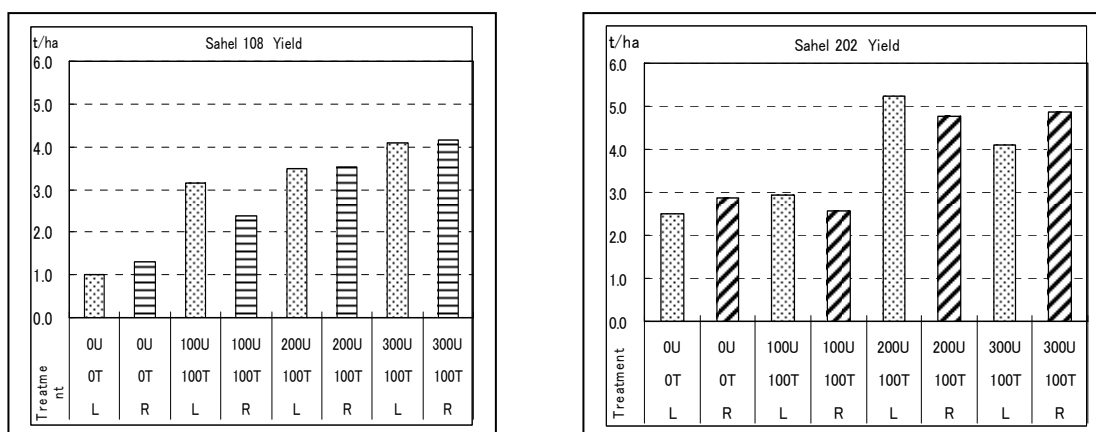 t/ha
Sahel 108 Yield
6.0
5.0
4.0
3.0
2.0
1.0
0.0
0U 0U 100U 100U 200U 200U 300U 300U
0T 0T 100T 100T 100T 100T 100T 100T
L R L R L R L R
Treatme
nt
t/ha
Sahel 202 Yield
6.0
5.0
4.0
3.0
2.0
1.0
0.0
0U 0U 100U 100U 200U 200U 300U 300U
0T 0T 100T 100T 100T 100T 100T 100T
L R L R L R L R
Treatment